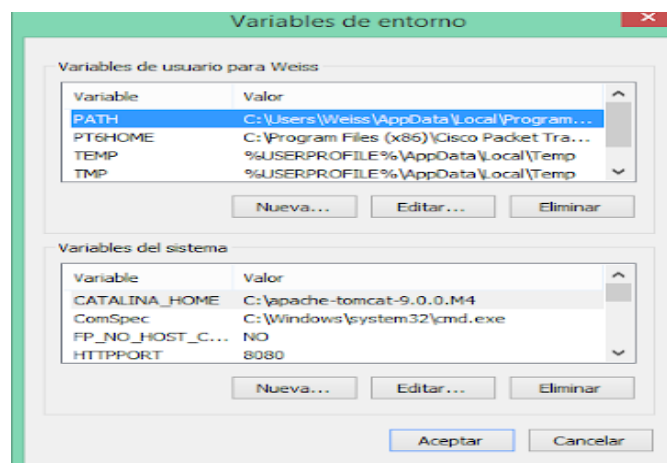 Variables de entorno
Variables de usuario para Weiss
Variable Valor
PATH C:\Users\Weiss\AppData\Local\Program...
PT6HOME C:\Program Files (x86)\Cisco Packet Tra...
TEMP %USERPROFILE%\AppData\Local\Temp
TMP %USERPROFILE%\AppData\Local\Temp
Nueva... Editar... Eliminar
Variables del sistema
Variable Valor
CATALINA_HOME C:\apache-tomcat-9.0.0.M4
ComSpec C:\Windows\system32\cmd.exe
FP_NO_HOST_C... NO
HTTPPORT 8080
Nueva... Editar... Eliminar
Aceptar Cancelar